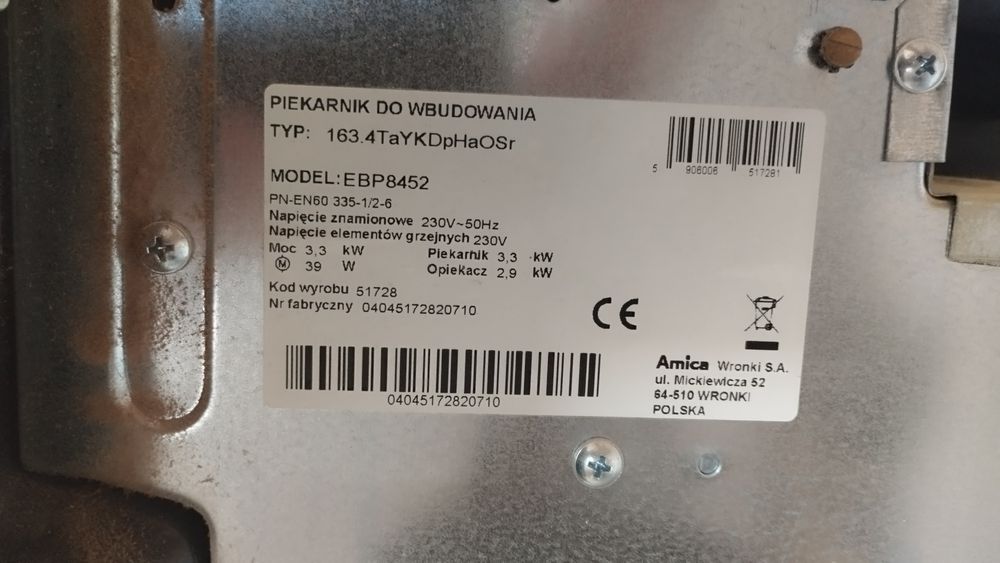 PIEKARNIK DO WBUDOWANIA
TYP: 163.4TaYKDpHaOSr
MODEL: EBP8452
PN-EN60 335-1/2-6
Napięcie znamionowe 230V~50Hz
Napięcie elementów grzejnych 230V
Moc 3,3 kW Piekarnik 3,3 kW
M 39 W Opiekacz 2,9 kW
Kod wyrobu 51728
Nr fabryczny 04045172820710
5 906006 517281
CE
04045172820710
Amica Wronki S.A.
ul. Mickiewicza 52
64-510 WRONKI
POLSKA